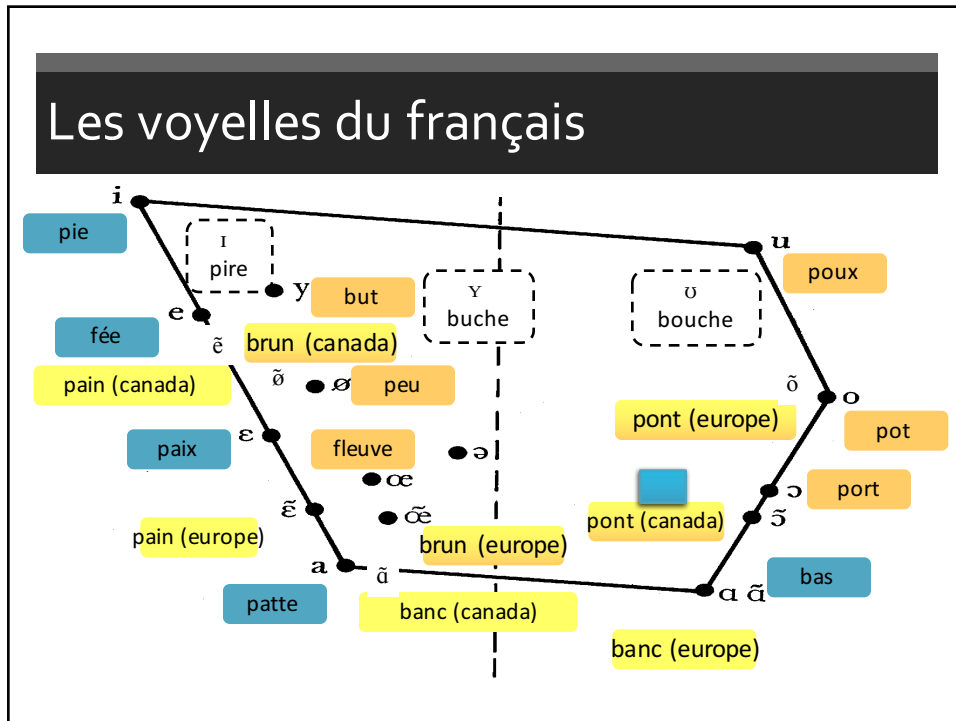 Les voyelles du français
i
pie
ɪ
pire
u
poux
y
but
ʏ
buche
ʊ
bouche
e
fée
ẽ
brun (canada)
pain (canada)
ø̃
ø
peu
õ
o
pont (europe)
pot
ɛ
paix
fleuve
ə
œ
ɔ
port
ɛ̃
œ̃
ɔ̃
pont (canada)
pain (europe)
brun (europe)
a
ã
patte
banc (canada)
ɑ ɑ̃
bas
banc (europe)